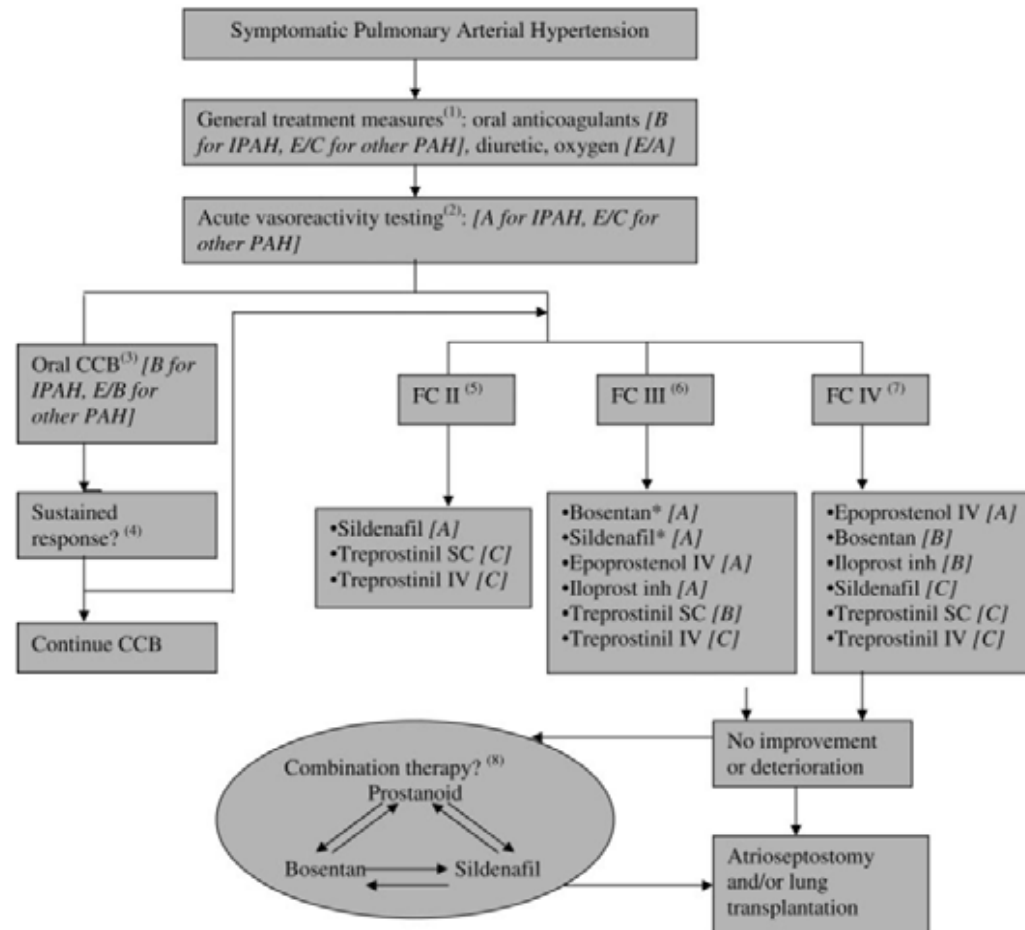 Symptomatic Pulmonary Arterial Hypertension
General treatment measures(1): oral anticoagulants [B
for IPAH, E/C for other PAH], diuretic, oxygen [E/A]
Acute vasoreactivity testing(2): [A for IPAH, E/C for
other PAH]
Oral CCB(3) [B for
IPAH, E/B for
other PAH]
Sustained
response? (4)
Continue CCB
FC II (5)
•Sildenafil [A]
•Treprostinil SC [C]
•Treprostinil IV [C]
FC III (6)
•Bosentan* [A]
•Sildenafil* [A]
•Epoprostenol IV [A]
•Iloprost inh [A]
•Treprostinil SC [B]
•Treprostinil IV [C]
FC IV (7)
•Epoprostenol IV [A]
•Bosentan [B]
•Iloprost inh [B]
•Sildenafil [C]
•Treprostinil SC [C]
•Treprostinil IV [C]
No improvement
or deterioration
Combination therapy? (8)
Prostanoid
Bosentan
Sildenafil
Atrioseptostomy
and/or lung
transplantation